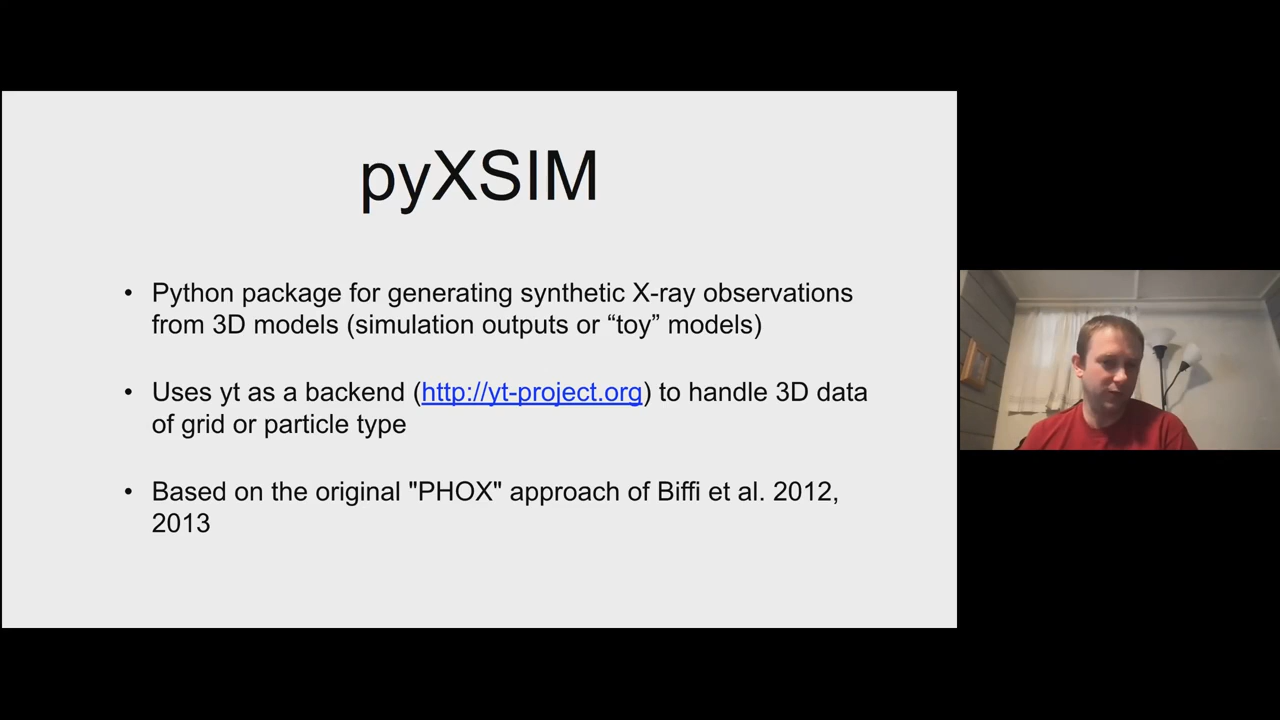 pyXSIM
• Python package for generating synthetic X-ray observations
from 3D models (simulation outputs or “toy” models)
• Uses yt as a backend (http://yt-project.org) to handle 3D data
of grid or particle type
• Based on the original "PHOX" approach of Biffi et al. 2012,
2013